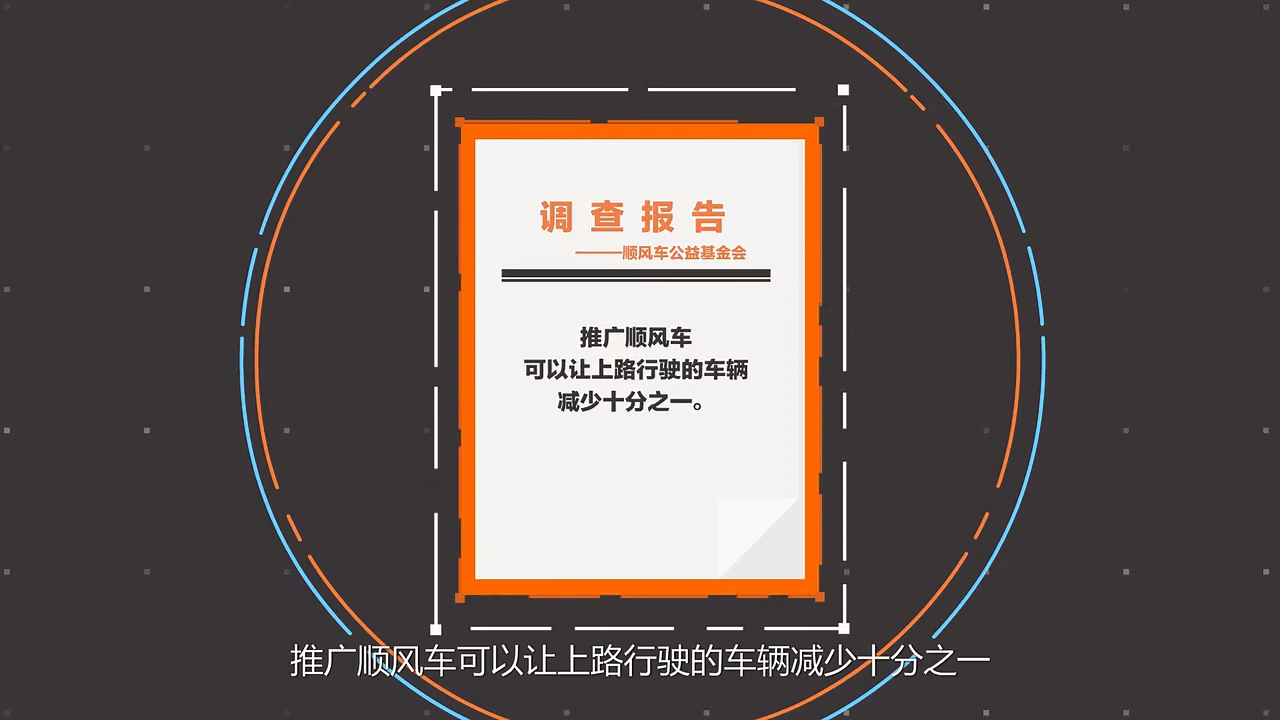 调查报告
———顺风车公益基金会
推广顺风车
可以让上路行驶的车辆
减少十分之一。
推广顺风车可以让上路行驶的车辆减少十分之一